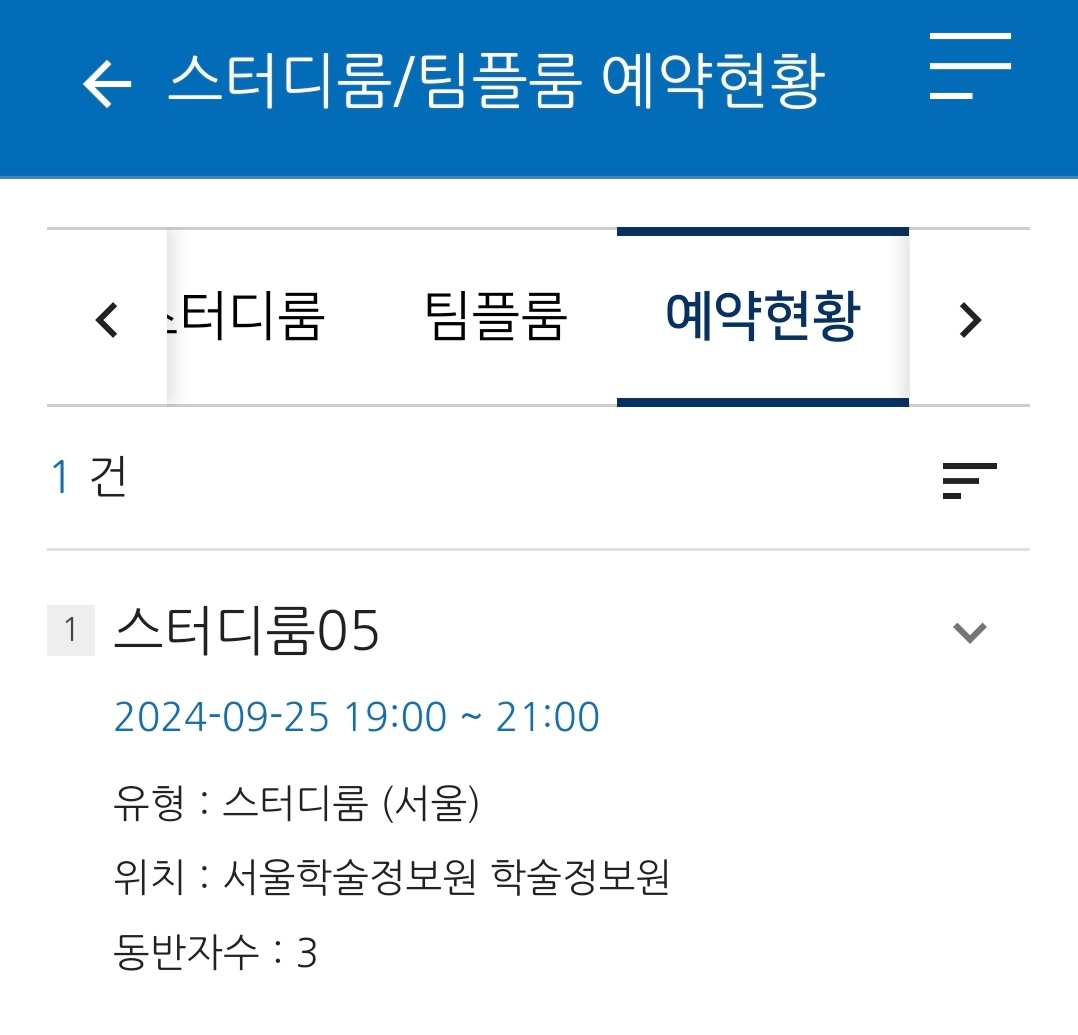 스터디룸/팀플룸 예약현황
스터디룸 팀플룸 예약현황
1 건
1 스터디룸05
2024-09-25 19:00 ~ 21:00
유형 : 스터디룸 (서울)
위치 : 서울학술정보원 학술정보원
동반자수 : 3